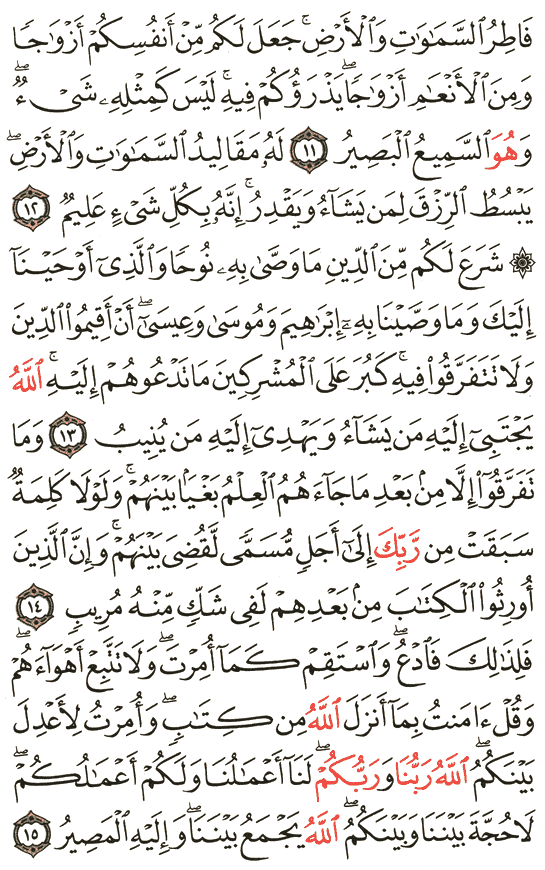 فَاطِرُ ٱلسَّمَٰوَٰتِ وَٱلۡأَرۡضِۚ جَعَلَ لَكُم مِّنۡ أَنفُسِكُمۡ أَزۡوَٰجٗا
وَمِنَ ٱلۡأَنۡعَٰمِ أَزۡوَٰجٗا يَذۡرَؤُكُمۡ فِيهِۚ لَيۡسَ كَمِثۡلِهِۦ شَيۡءٞۖ
وَهُوَ ٱلسَّمِيعُ ٱلۡبَصِيرُ ١١ لَهُۥ مَقَالِيدُ ٱلسَّمَٰوَٰتِ وَٱلۡأَرۡضِۖ
يَبۡسُطُ ٱلرِّزۡقَ لِمَن يَشَآءُ وَيَقۡدِرُۚ إِنَّهُۥ بِكُلِّ شَيۡءٍ عَلِيمٞ ١٢
۞ شَرَعَ لَكُم مِّنَ ٱلدِّينِ مَا وَصَّىٰ بِهِۦ نُوحٗا وَٱلَّذِيٓ أَوۡحَيۡنَآ
إِلَيۡكَ وَمَا وَصَّيۡنَا بِهِۦٓ إِبۡرَٰهِيمَ وَمُوسَىٰ وَعِيسَىٰٓۖ أَنۡ أَقِيمُواْ ٱلدِّينَ
وَلَا تَتَفَرَّقُواْ فِيهِۚ كَبُرَ عَلَى ٱلۡمُشۡرِكِينَ مَا تَدۡعُوهُمۡ إِلَيۡهِۚ ٱللَّهُ
يَجۡتَبِيٓ إِلَيۡهِ مَن يَشَآءُ وَيَهۡدِيٓ إِلَيۡهِ مَن يُنِيبُ ١٣ وَمَا
تَفَرَّقُوٓاْ إِلَّا مِنۢ بَعۡدِ مَا جَآءَهُمُ ٱلۡعِلۡمُ بَغۡيَۢا بَيۡنَهُمۡۚ وَلَوۡلَا كَلِمَةٞ
سَبَقَتۡ مِن رَّبِّكَ إِلَىٰٓ أَجَلٖ مُّسَمّٗى لَّقُضِيَ بَيۡنَهُمۡۚ وَإِنَّ ٱلَّذِينَ
أُورِثُواْ ٱلۡكِتَٰبَ مِنۢ بَعۡدِهِمۡ لَفِي شَكّٖ مِّنۡهُ مُرِيبٖ ١٤
فَلِذَٰلِكَ فَٱدۡعُۖ وَٱسۡتَقِمۡ كَمَآ أُمِرۡتَۖ وَلَا تَتَّبِعۡ أَهۡوَآءَهُمۡۖ
وَقُلۡ ءَامَنتُ بِمَآ أَنزَلَ ٱللَّهُ مِن كِتَٰبٖۖ وَأُمِرۡتُ لِأَعۡدِلَ
بَيۡنَكُمُۖ ٱللَّهُ رَبُّنَا وَرَبُّكُمۡۖ لَنَآ أَعۡمَٰلُنَا وَلَكُمۡ أَعۡمَٰلُكُمۡۖ
لَا حُجَّةَ بَيۡنَنَا وَبَيۡنَكُمُۖ ٱللَّهُ يَجۡمَعُ بَيۡنَنَاۖ وَإِلَيۡهِ ٱلۡمَصِيرُ ١٥